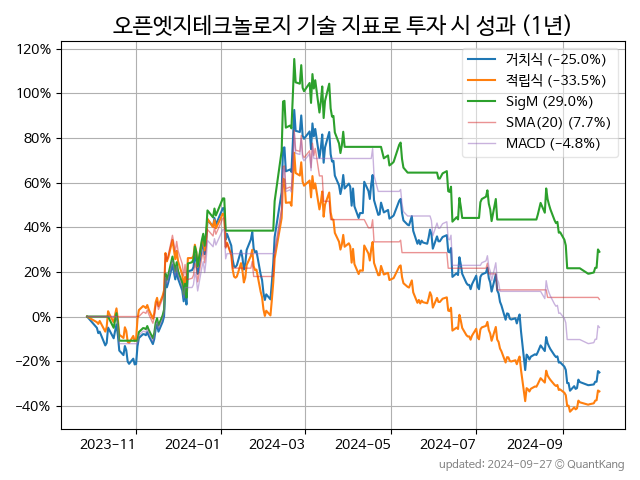 오픈엣지테크놀로지 기술 지표로 투자 시 성과 (1년)
120%
100%
80%
60%
40%
20%
0%
−20%
−40%
거치식 (−25.0%)
적립식 (−33.5%)
SigM (29.0%)
SMA(20) (7.7%)
MACD (−4.8%)
2023-11
2024-01
2024-03
2024-05
2024-07
2024-09
updated: 2024-09-27 © QuantKang